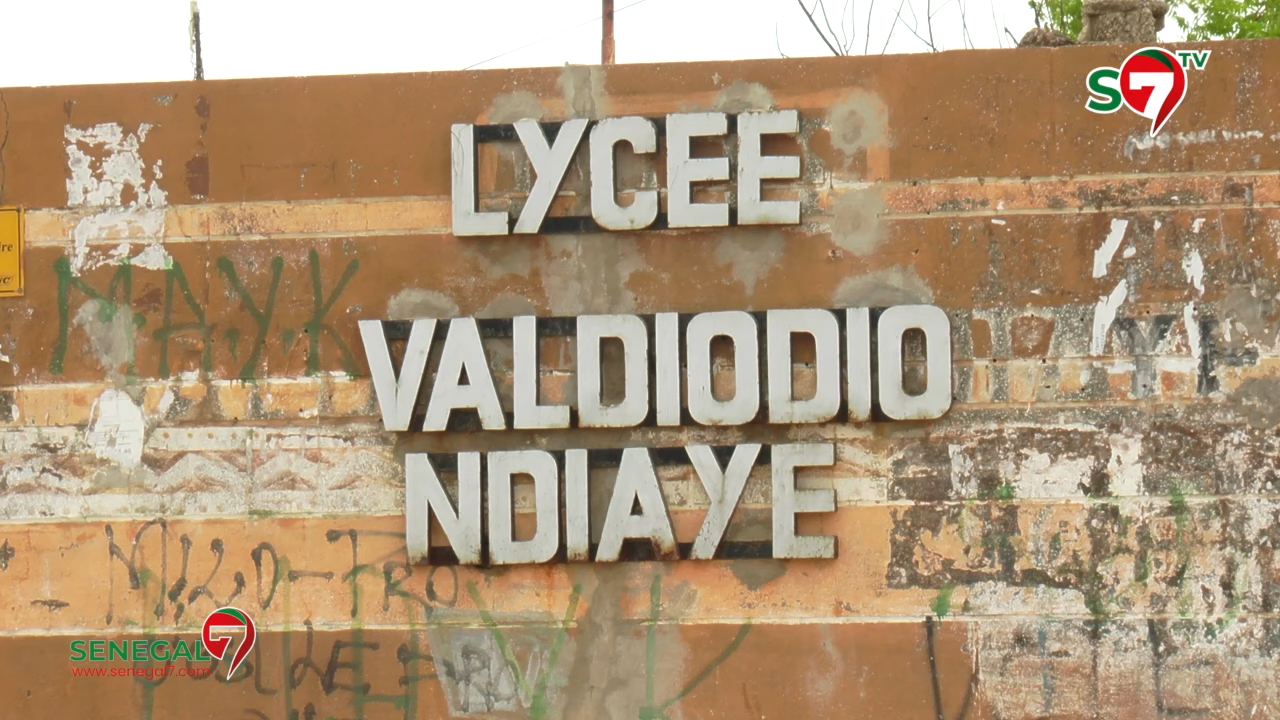 S7 TV
LYCEE
VALDIODIO
NDIAYE
M.A.Y.K
SENEGAL7
www.senegal7.com